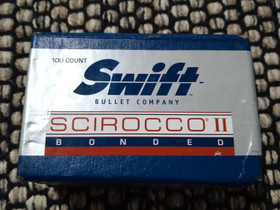 100 COUNT
Swift
BULLET COMPANY
SCIROCCO® II
BONDED